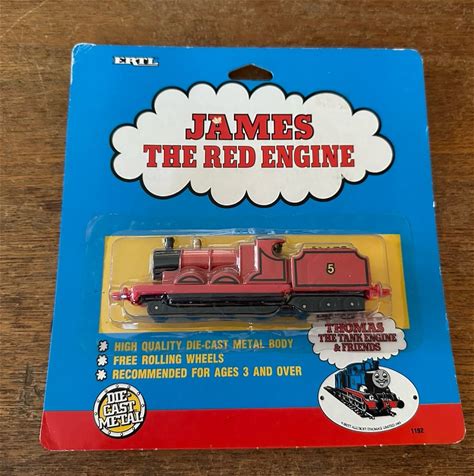 ERTL
JAMES
THE RED ENGINE
5
HIGH QUALITY DIE-CAST METAL BODY
FREE ROLLING WHEELS
RECOMMENDED FOR AGES 3 AND OVER
THOMAS
THE TANK ENGINE
& FRIENDS
DIE
CAST
METAL